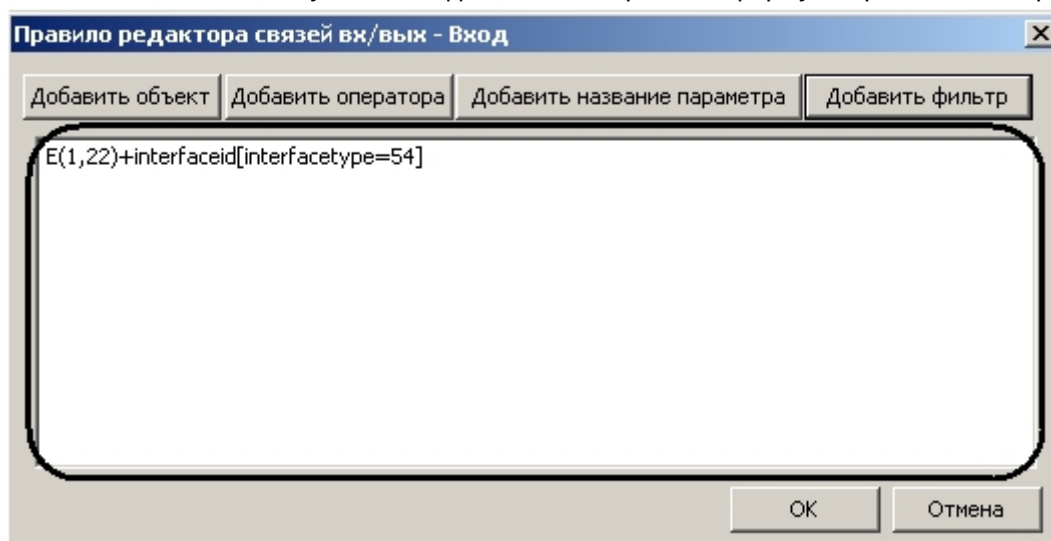 Правило редактора связей вх/вых - Вход
Добавить объект Добавить оператора Добавить название параметра Добавить фильтр
E(1,22)+interfaceid[interfacetype=54]
OK Отмена